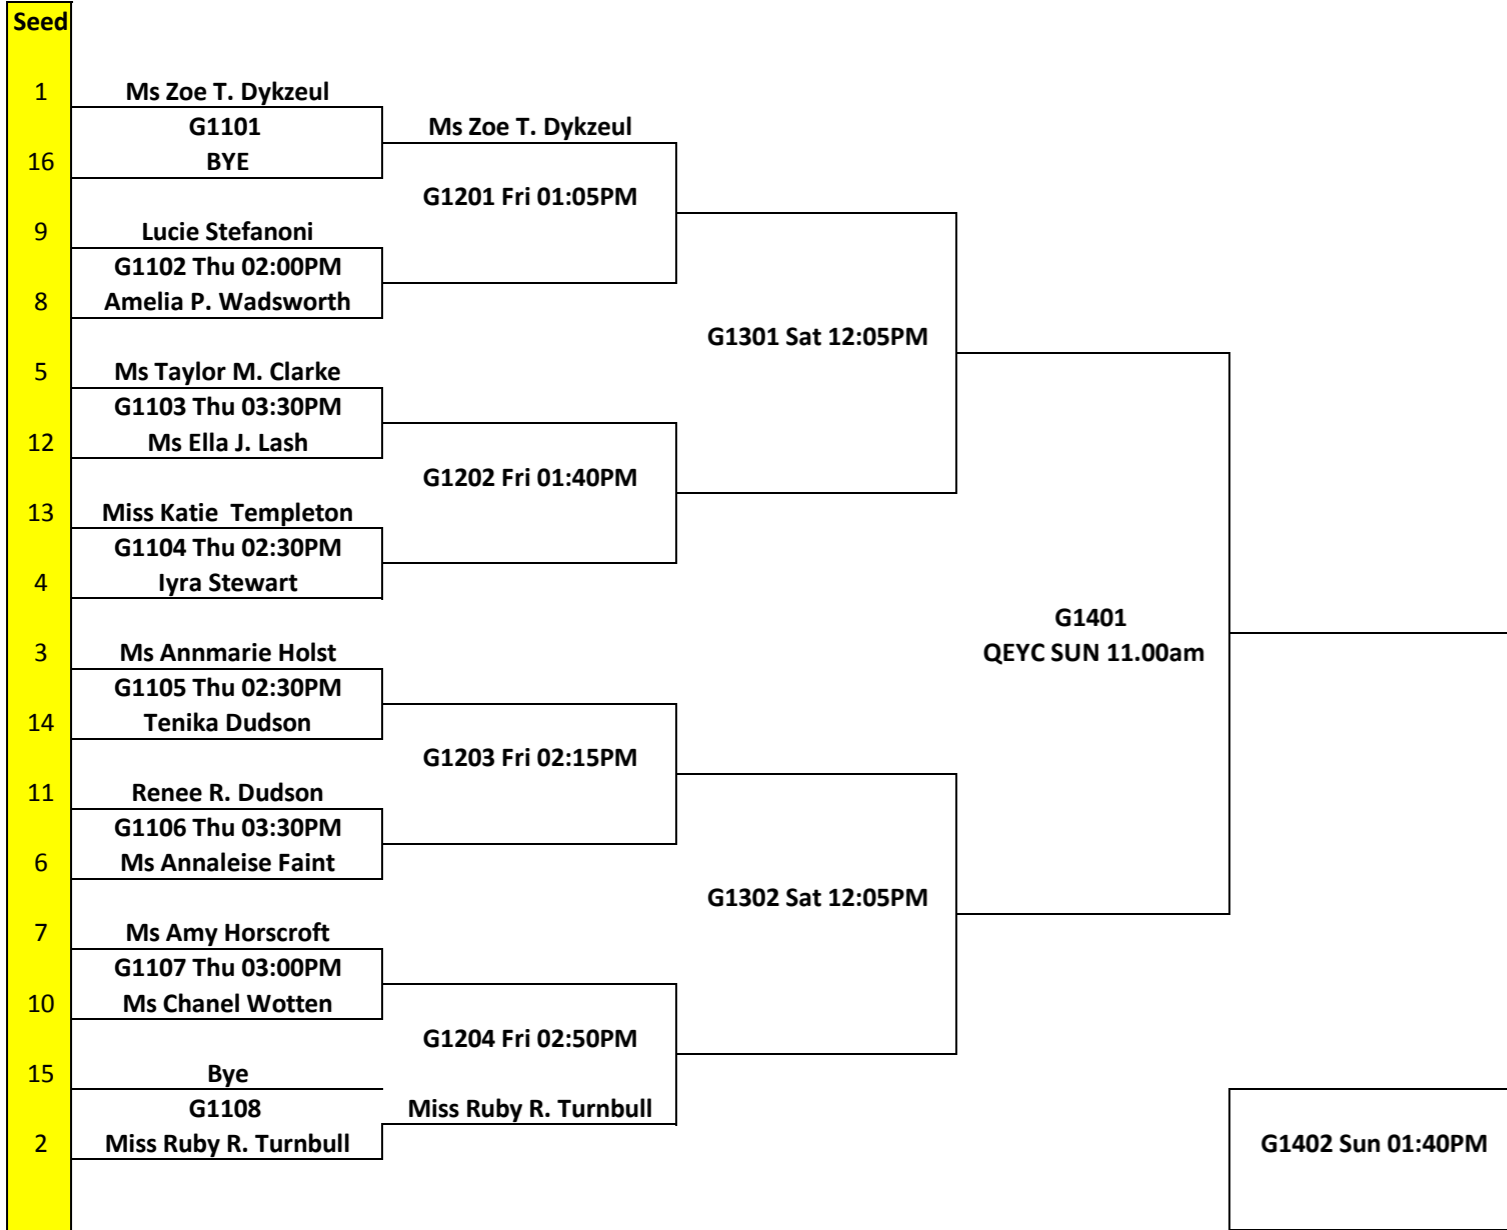 Seed
1 Ms Zoe T. Dykzeul
G1101 Ms Zoe T. Dykzeul
16 BYE
G1201 Fri 01:05PM
9 Lucie Stefanoni
G1102 Thu 02:00PM
8 Amelia P. Wadsworth
G1301 Sat 12:05PM
5 Ms Taylor M. Clarke
G1103 Thu 03:30PM
12 Ms Ella J. Lash
G1202 Fri 01:40PM
13 Miss Katie Templeton
G1104 Thu 02:30PM
4 Iyra Stewart
G1401
QEYC SUN 11.00am
3 Ms Annmarie Holst
G1105 Thu 02:30PM
14 Tenika Dudson
G1203 Fri 02:15PM
11 Renee R. Dudson
G1106 Thu 03:30PM
6 Ms Annaleise Faint
G1302 Sat 12:05PM
7 Ms Amy Horscroft
G1107 Thu 03:00PM
10 Ms Chanel Wotten
G1204 Fri 02:50PM
15 Bye
G1108 Miss Ruby R. Turnbull
2 Miss Ruby R. Turnbull G1402 Sun 01:40PM